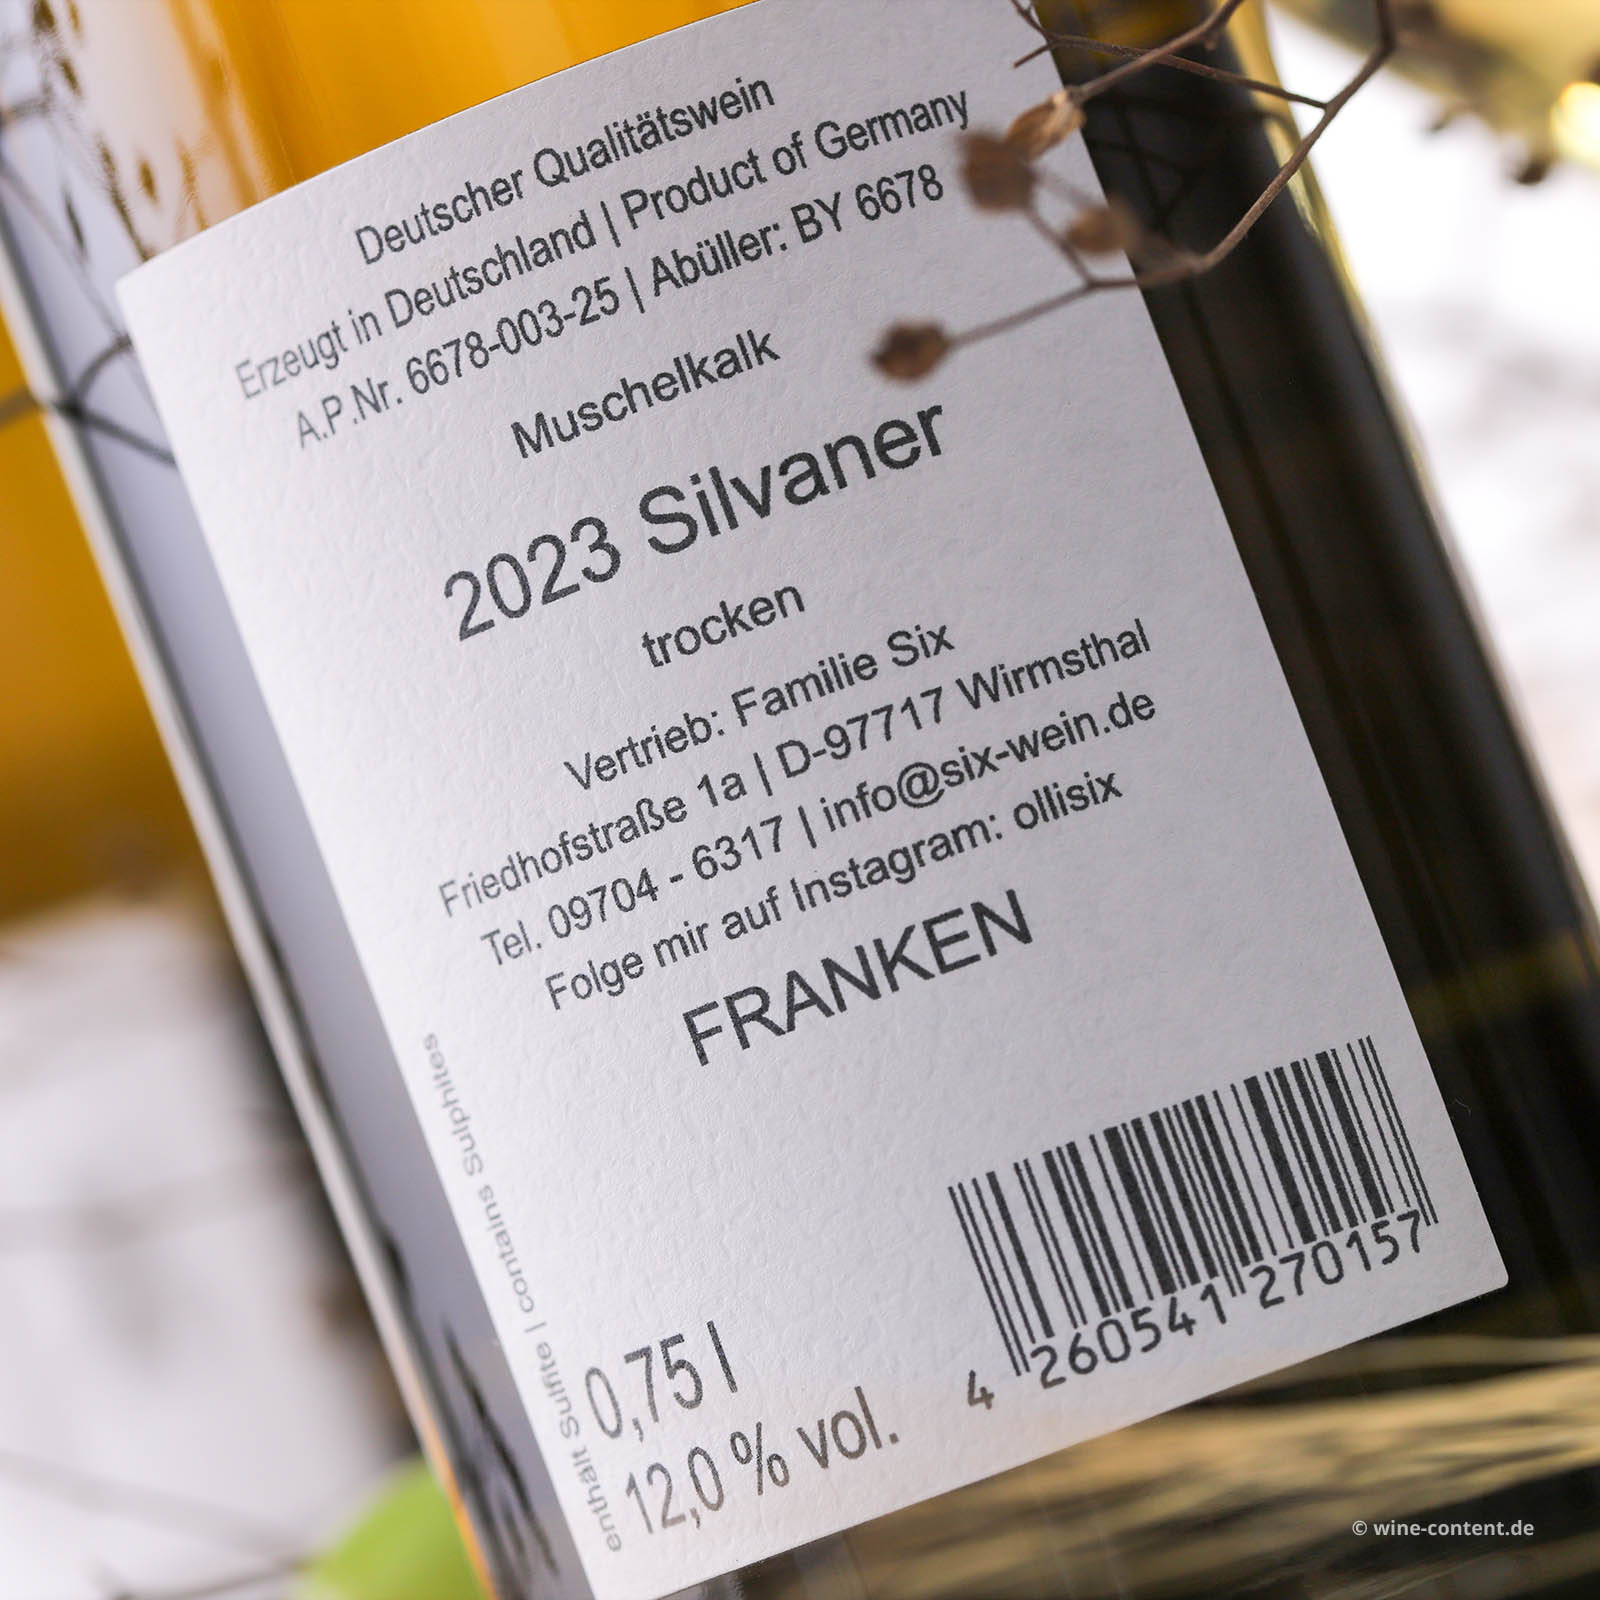 Deutscher Qualitätswein
Erzeugt in Deutschland | Product of Germany
A.P.Nr. 6678-003-25 | Abüller: BY 6678
Muschelkalk
2023 Silvaner
trocken
Vertrieb: Familie Six
Friedhofstraße 1a | D-97717 Wirmsthal
Tel. 09704 - 6317 | info@six-wein.de
Folge mir auf Instagram: ollisix
FRANKEN
enthält Sulfite | contains Sulphites
0,75 l
12,0 % vol.
4 260541 270157
© wine-content.de